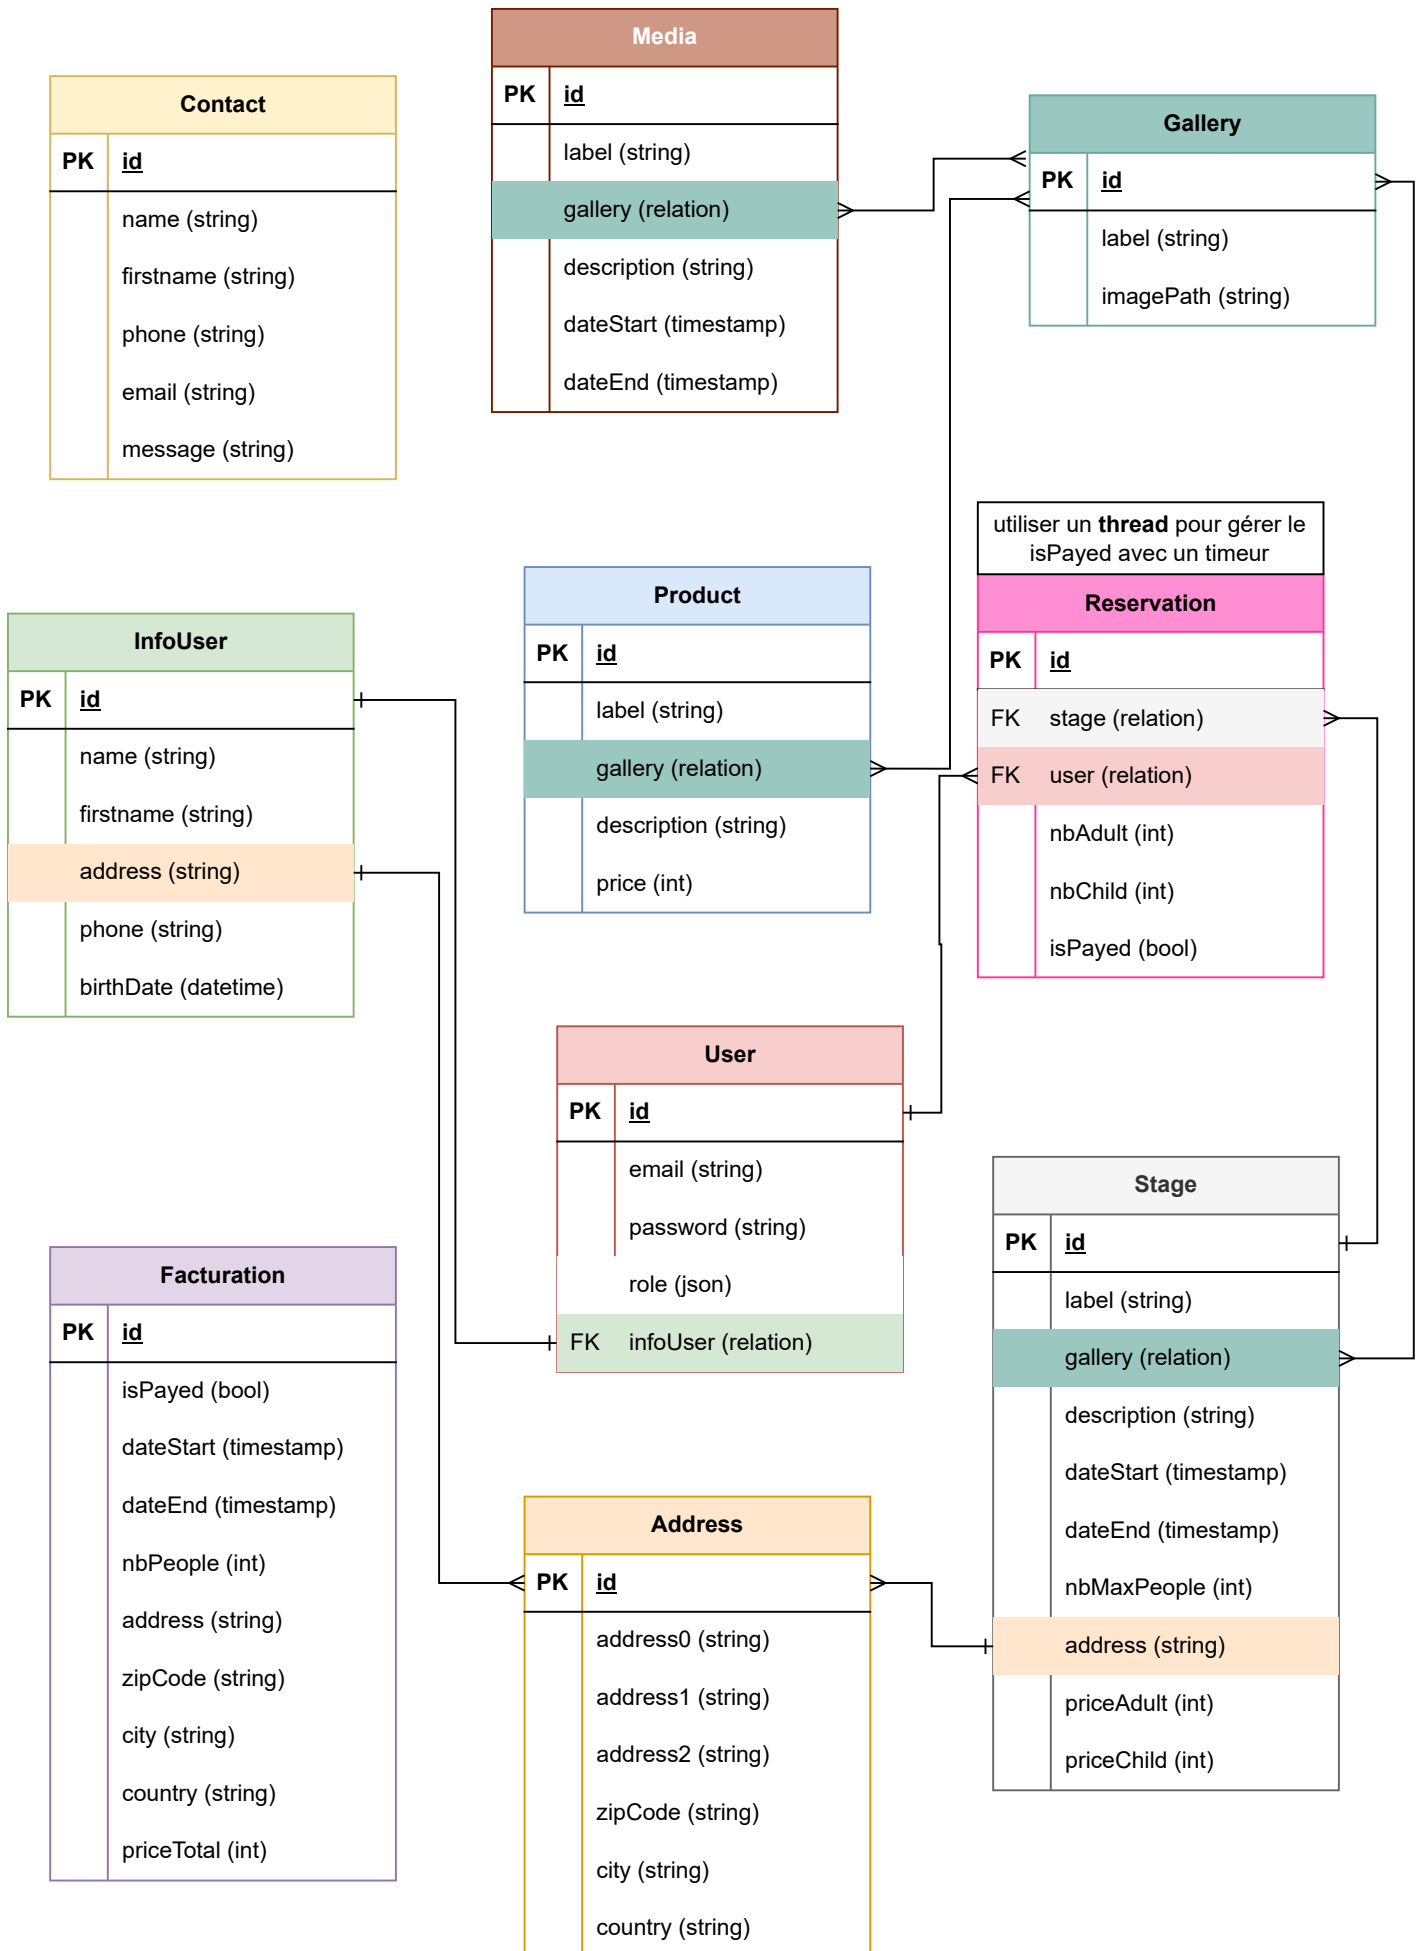 Media
PK id
label (string)
gallery (relation)
description (string)
dateStart (timestamp)
dateEnd (timestamp)
Contact
PK id
name (string)
firstname (string)
phone (string)
email (string)
message (string)
Gallery
PK id
label (string)
imagePath (string)
utiliser un thread pour gérer le
isPayed avec un timeur
Reservation
PK id
FK stage (relation)
FK user (relation)
nbAdult (int)
nbChild (int)
isPayed (bool)
Product
PK id
label (string)
gallery (relation)
description (string)
price (int)
InfoUser
PK id
name (string)
firstname (string)
address (string)
phone (string)
birthDate (datetime)
User
PK id
email (string)
password (string)
role (json)
FK infoUser (relation)
Stage
PK id
label (string)
gallery (relation)
description (string)
dateStart (timestamp)
dateEnd (timestamp)
nbMaxPeople (int)
address (string)
priceAdult (int)
priceChild (int)
Facturation
PK id
isPayed (bool)
dateStart (timestamp)
dateEnd (timestamp)
nbPeople (int)
address (string)
zipCode (string)
city (string)
country (string)
priceTotal (int)
Address
PK id
address0 (string)
address1 (string)
address2 (string)
zipCode (string)
city (string)
country (string)